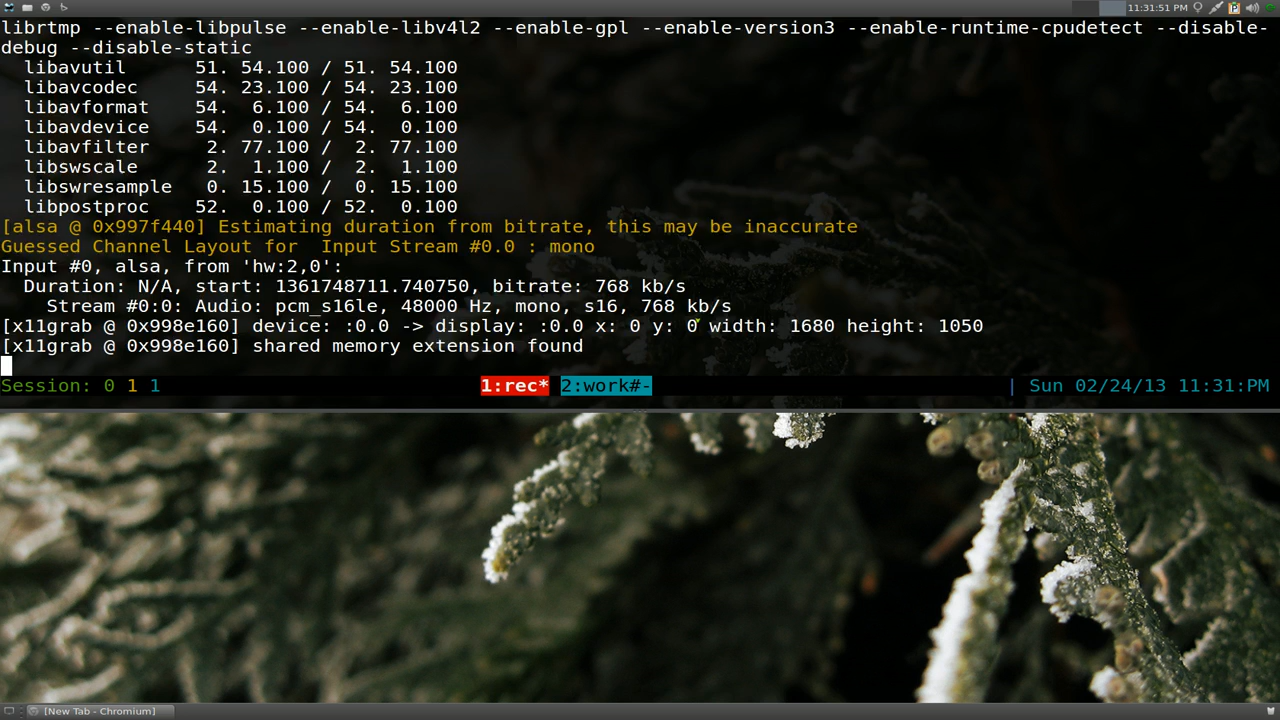 11:31:51 PM
librtmp --enable-libpulse --enable-libv4l2 --enable-gpl --enable-version3 --enable-runtime-cpudetect --disable-
debug --disable-static
libavutil 51. 54.100 / 51. 54.100
libavcodec 54. 23.100 / 54. 23.100
libavformat 54. 6.100 / 54. 6.100
libavdevice 54. 0.100 / 54. 0.100
libavfilter 2. 77.100 / 2. 77.100
libswscale 2. 1.100 / 2. 1.100
libswresample 0. 15.100 / 0. 15.100
libpostproc 52. 0.100 / 52. 0.100
[alsa @ 0x997f440] Estimating duration from bitrate, this may be inaccurate
Guessed Channel Layout for  Input Stream #0.0 : mono
Input #0, alsa, from 'hw:2,0':
Duration: N/A, start: 1361748711.740750, bitrate: 768 kb/s
Stream #0:0: Audio: pcm_s16le, 48000 Hz, mono, s16, 768 kb/s
[x11grab @ 0x998e160] device: :0.0 -> display: :0.0 x: 0 y: 0 width: 1680 height: 1050
[x11grab @ 0x998e160] shared memory extension found
Session: 0 1 1 1:rec* 2:work#- | Sun 02/24/13 11:31:PM
[New Tab - Chromium]